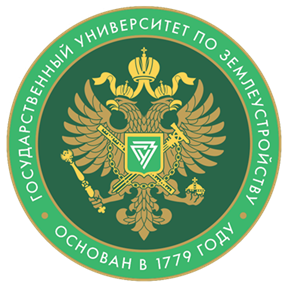 ГОСУДАРСТВЕННЫЙ УНИВЕРСИТЕТ ПО ЗЕМЛЕУСТРОЙСТВУ
ОСНОВАН В 1779 ГОДУ